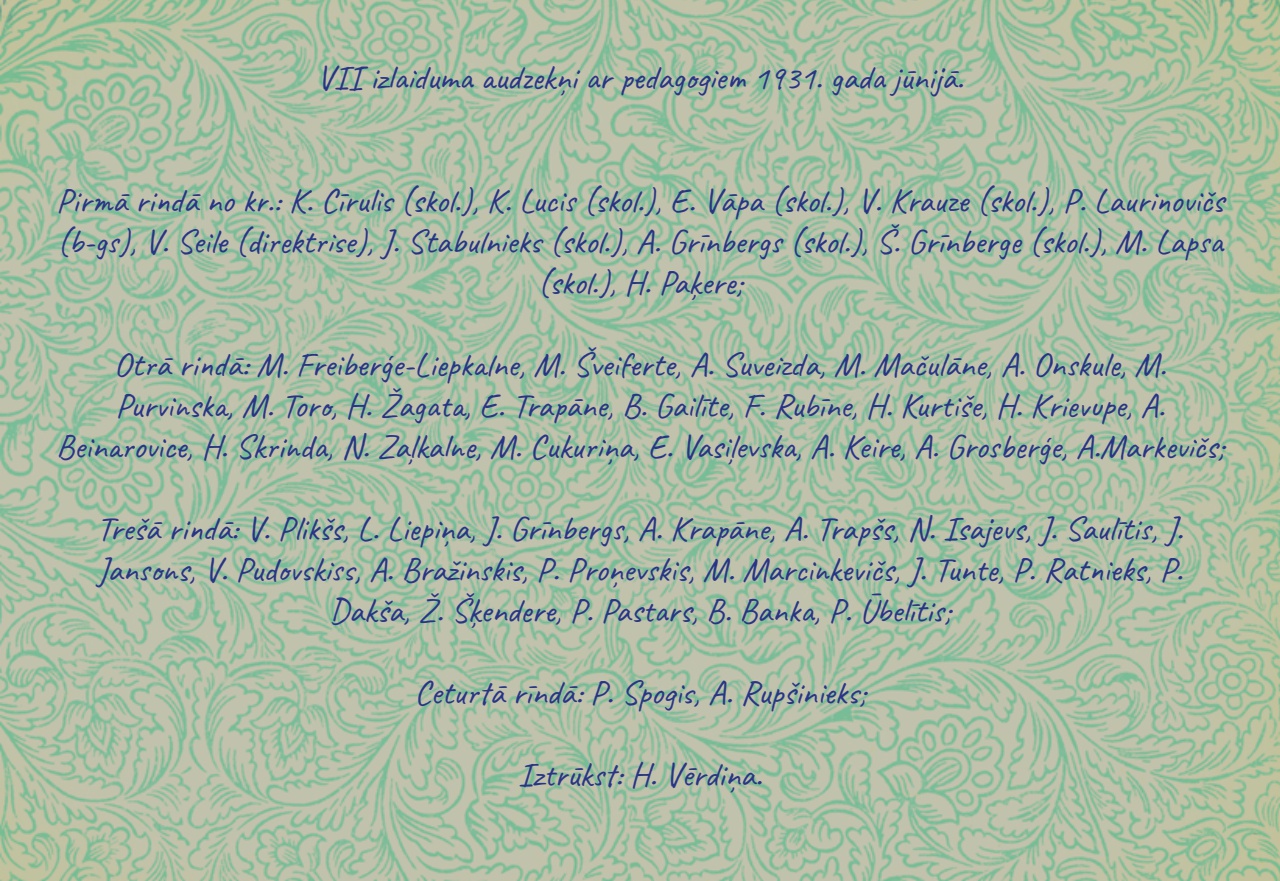 VII izlaiduma audzekņi ar pedagogiem 1931. gada jūnijā.
Pirmā rindā no kr.: K. Cīrulis (skol.), K. Lucis (skol.), E. Vāpa (skol.), V. Krauze (skol.), P. Laurinovičs
(b-gs), V. Seile (direktrise), J. Stabulnieks (skol.), A. Grīnbergs (skol.), Š. Grīnberge (skol.), M. Lapsa
(skol.), H. Paķere;
Otrā rindā: M. Freiberģe-Liepkalne, M. Šveiferte, A. Suveizda, M. Mačulāne, A. Onskule, M.
Purvinska, M. Toro, H. Žagata, E. Trapāne, B. Gailīte, F. Rubīne, H. Kurtiše, H. Krievupe, A.
Beinarovice, H. Skrinda, N. Zaļkalne, M. Cukuriņa, E. Vasiļevska, A. Keire, A. Grosberģe, A.Markevičs;
Trešā rindā: V. Plikšs, L. Liepiņa, J. Grīnbergs, A. Krapāne, A. Trapšs, N. Isajevs, J. Saulītis, J.
Jansons, V. Pudovskiss, A. Bražinskis, P. Pronevskis, M. Marcinkevičs, J. Tunte, P. Ratnieks, P.
Dakša, Ž. Šķendere, P. Pastars, B. Banka, P. Ūbelītis;
Ceturtā rīndā: P. Spogis, A. Rupšinieks;
Iztrūkst: H. Vērdiņa.